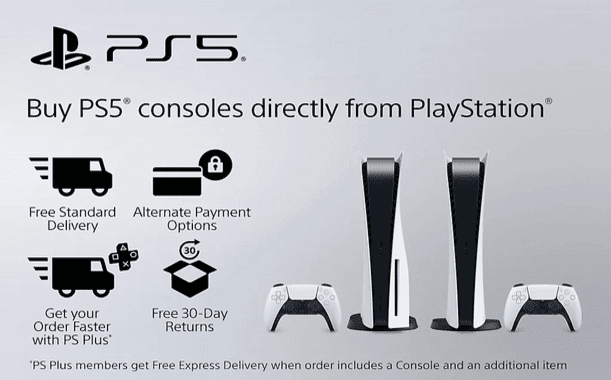 PS5®
Buy PS5® consoles directly from PlayStation®
Free Standard
Delivery
Alternate Payment
Options
Get your
Order Faster
with PS Plus*
30
Free 30-Day
Returns
*PS Plus members get Free Express Delivery when order includes a Console and an additional item